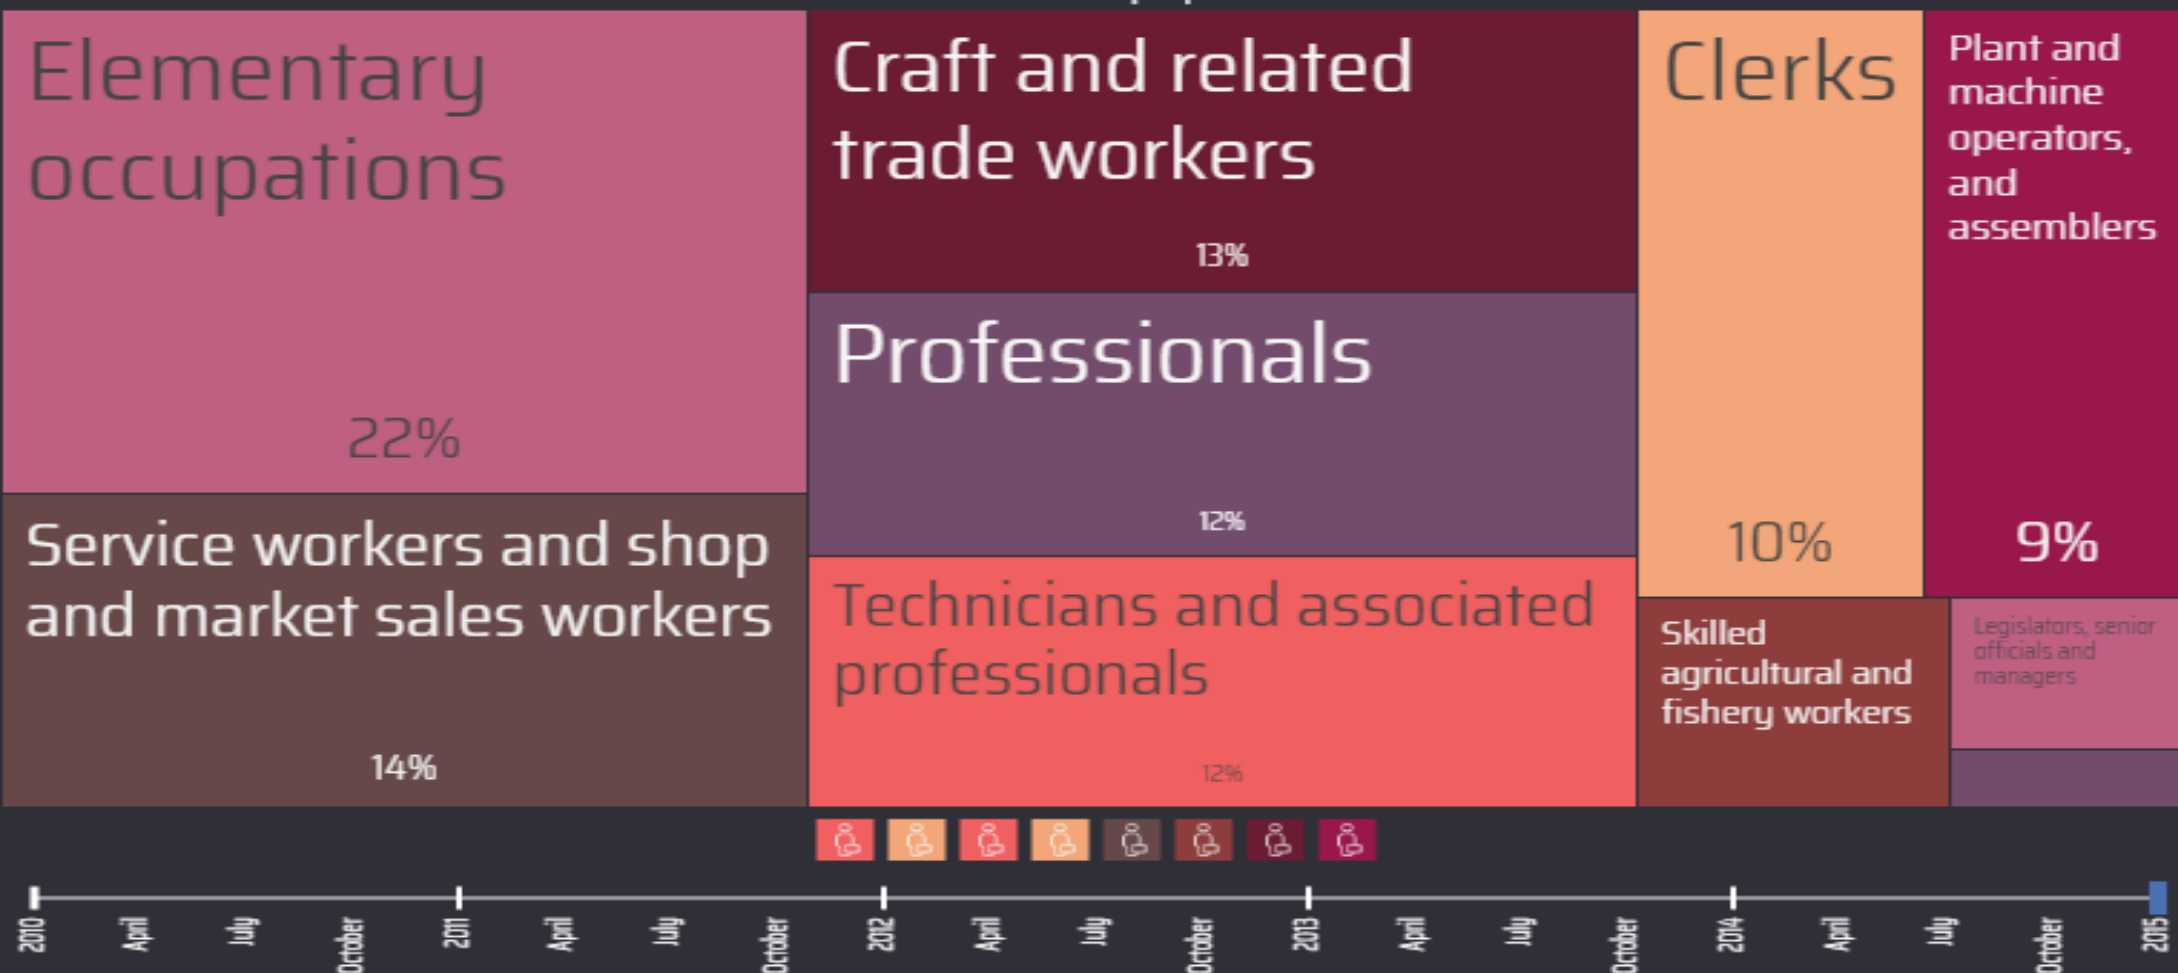 Elementary
occupations
22%
Service workers and shop
and market sales workers
14%
Craft and related
trade workers
13%
Professionals
12%
Technicians and associated
professionals
12%
Clerks
10%
Plant and
machine
operators,
and
assemblers
9%
Skilled
agricultural and
fishery workers
Legislators, senior
officials and
managers
2010
April
July
October
2011
April
July
October
2012
April
July
October
2013
April
July
October
2014
April
July
October
2015